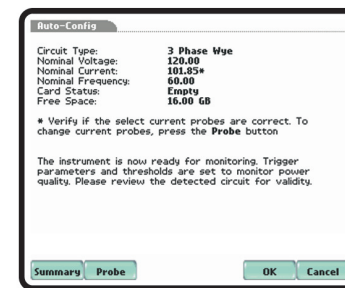 Auto-Config
Circuit Type: 3 Phase Wye
Nominal Voltage: 120.00
Nominal Current: 101.85*
Nominal Frequency: 60.00
Card Status: Empty
Free Space: 16.00 GB
* Verify if the select current probes are correct. To
change current probes, press the Probe button
The instrument is now ready for monitoring. Trigger
parameters and thresholds are set to monitor power
quality. Please review the detected circuit for validity.
Summary Probe OK Cancel